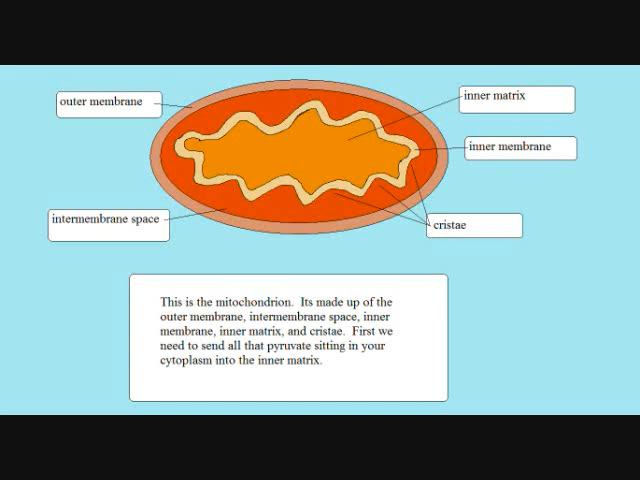 outer membrane
inner matrix
inner membrane
intermembrane space
cristae
This is the mitochondrion.  Its made up of the
outer membrane, intermembrane space, inner
membrane, inner matrix, and cristae.  First we
need to send all that pyruvate sitting in your
cytoplasm into the inner matrix.